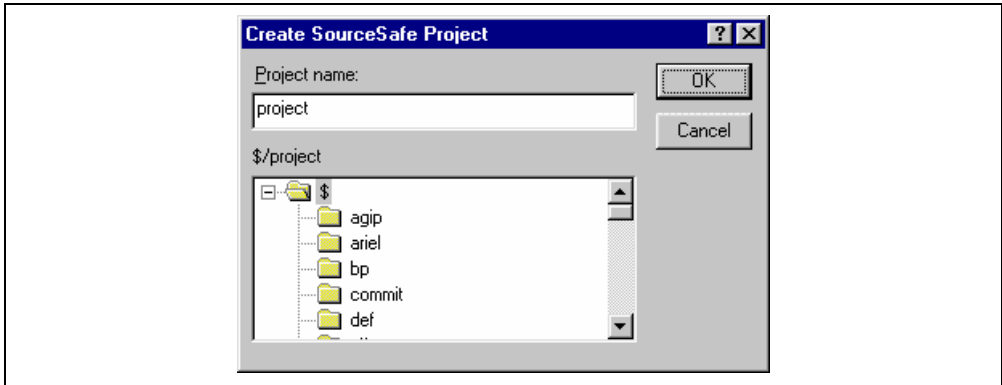 Create SourceSafe Project
Project name:
OK
project
Cancel
$/project
$
agip
ariel
bp
commit
def